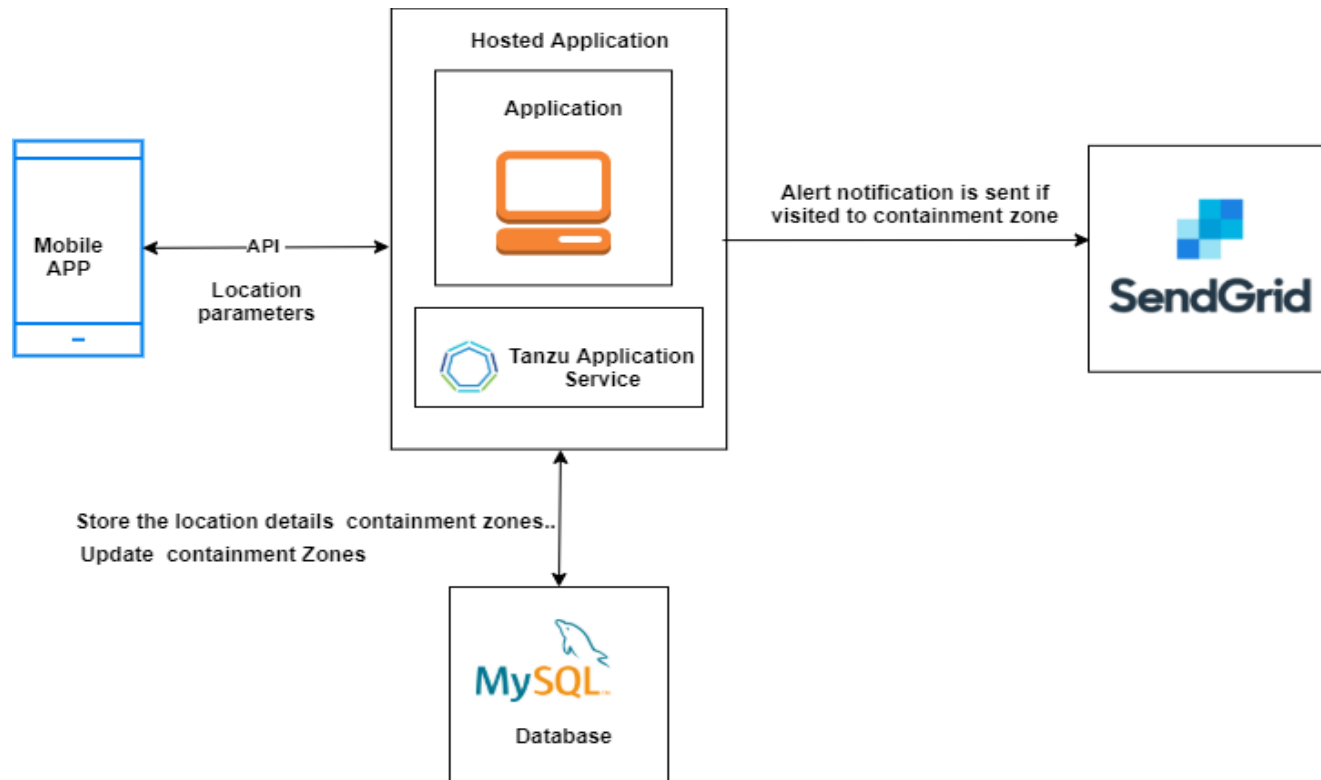 Hosted Application
Application
Mobile
APP
API
Location
parameters
Tanzu Application
Service
Alert notification is sent if
visited to containment zone
SendGrid
Store the location details  containment zones..
Update  containment Zones
MySQL
Database